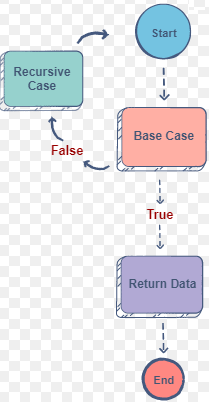 Start
Recursive
Case
Base Case
False
True
Return Data
End